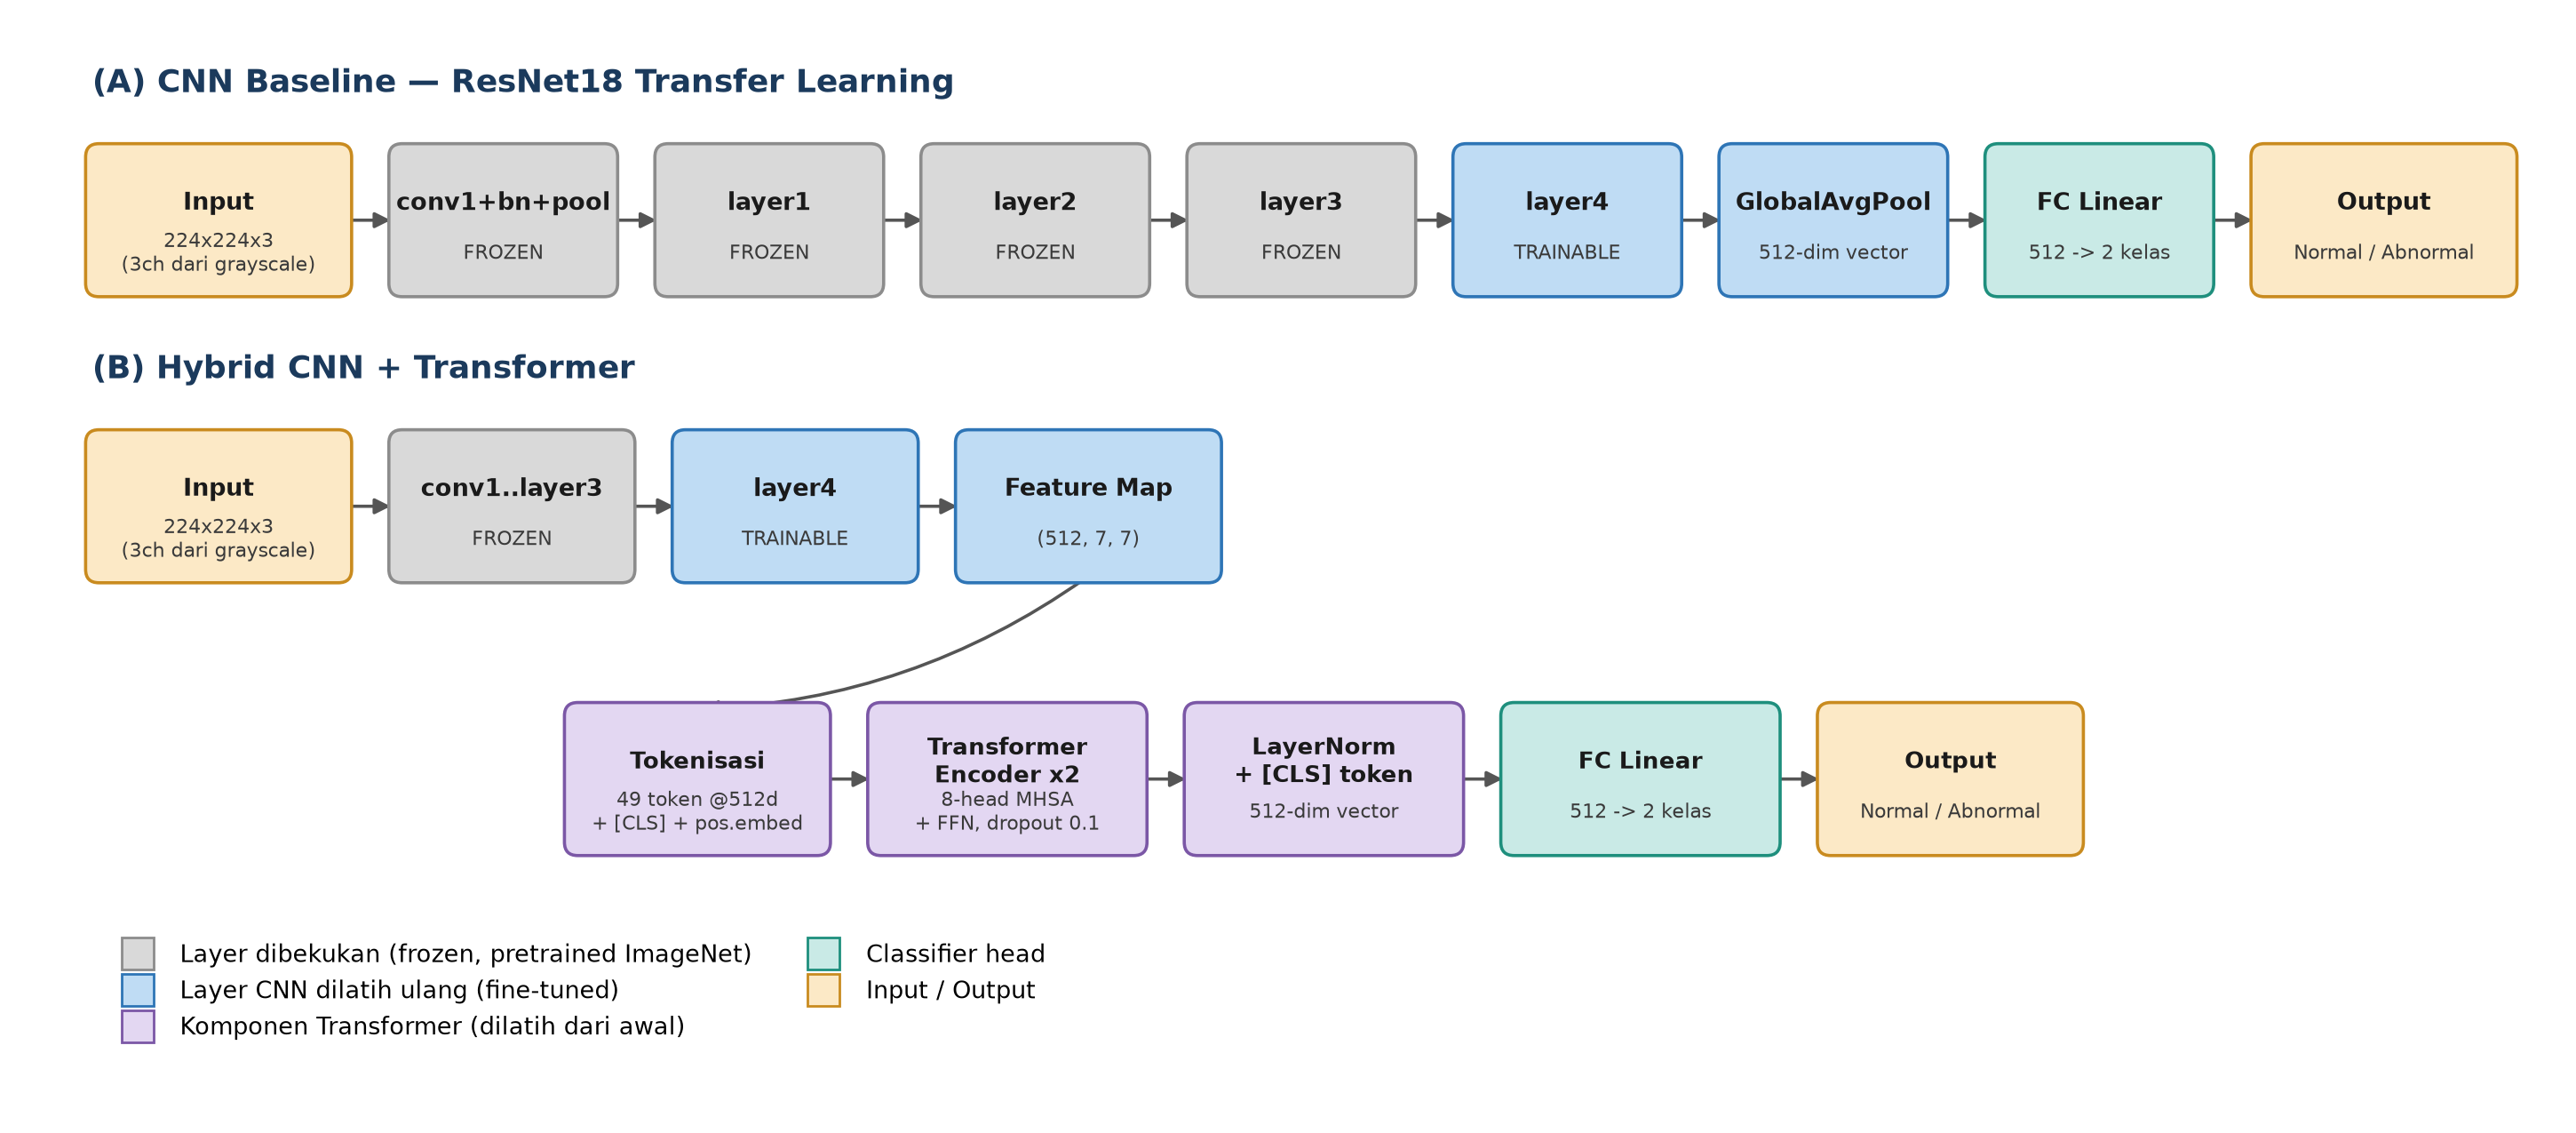 (A) CNN Baseline — ResNet18 Transfer Learning
Input
224x224x3
(3ch dari grayscale)
conv1+bn+pool
FROZEN
layer1
FROZEN
layer2
FROZEN
layer3
FROZEN
layer4
TRAINABLE
GlobalAvgPool
512-dim vector
FC Linear
512 -> 2 kelas
Output
Normal / Abnormal
(B) Hybrid CNN + Transformer
Input
224x224x3
(3ch dari grayscale)
conv1..layer3
FROZEN
layer4
TRAINABLE
Feature Map
(512, 7, 7)
Tokenisasi
49 token @512d
+ [CLS] + pos.embed
Transformer
Encoder x2
8-head MHSA
+ FFN, dropout 0.1
LayerNorm
+ [CLS] token
512-dim vector
FC Linear
512 -> 2 kelas
Output
Normal / Abnormal
Layer dibekukan (frozen, pretrained ImageNet)
Layer CNN dilatih ulang (fine-tuned)
Komponen Transformer (dilatih dari awal)
Classifier head
Input / Output